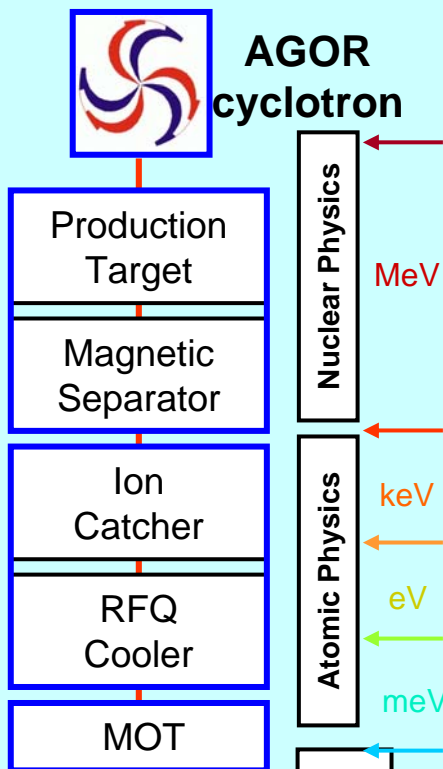 AGOR
cyclotron
Production
Target
Magnetic
Separator
Ion
Catcher
RFQ
Cooler
MOT
Nuclear Physics
Atomic Physics
MeV
keV
eV
meV